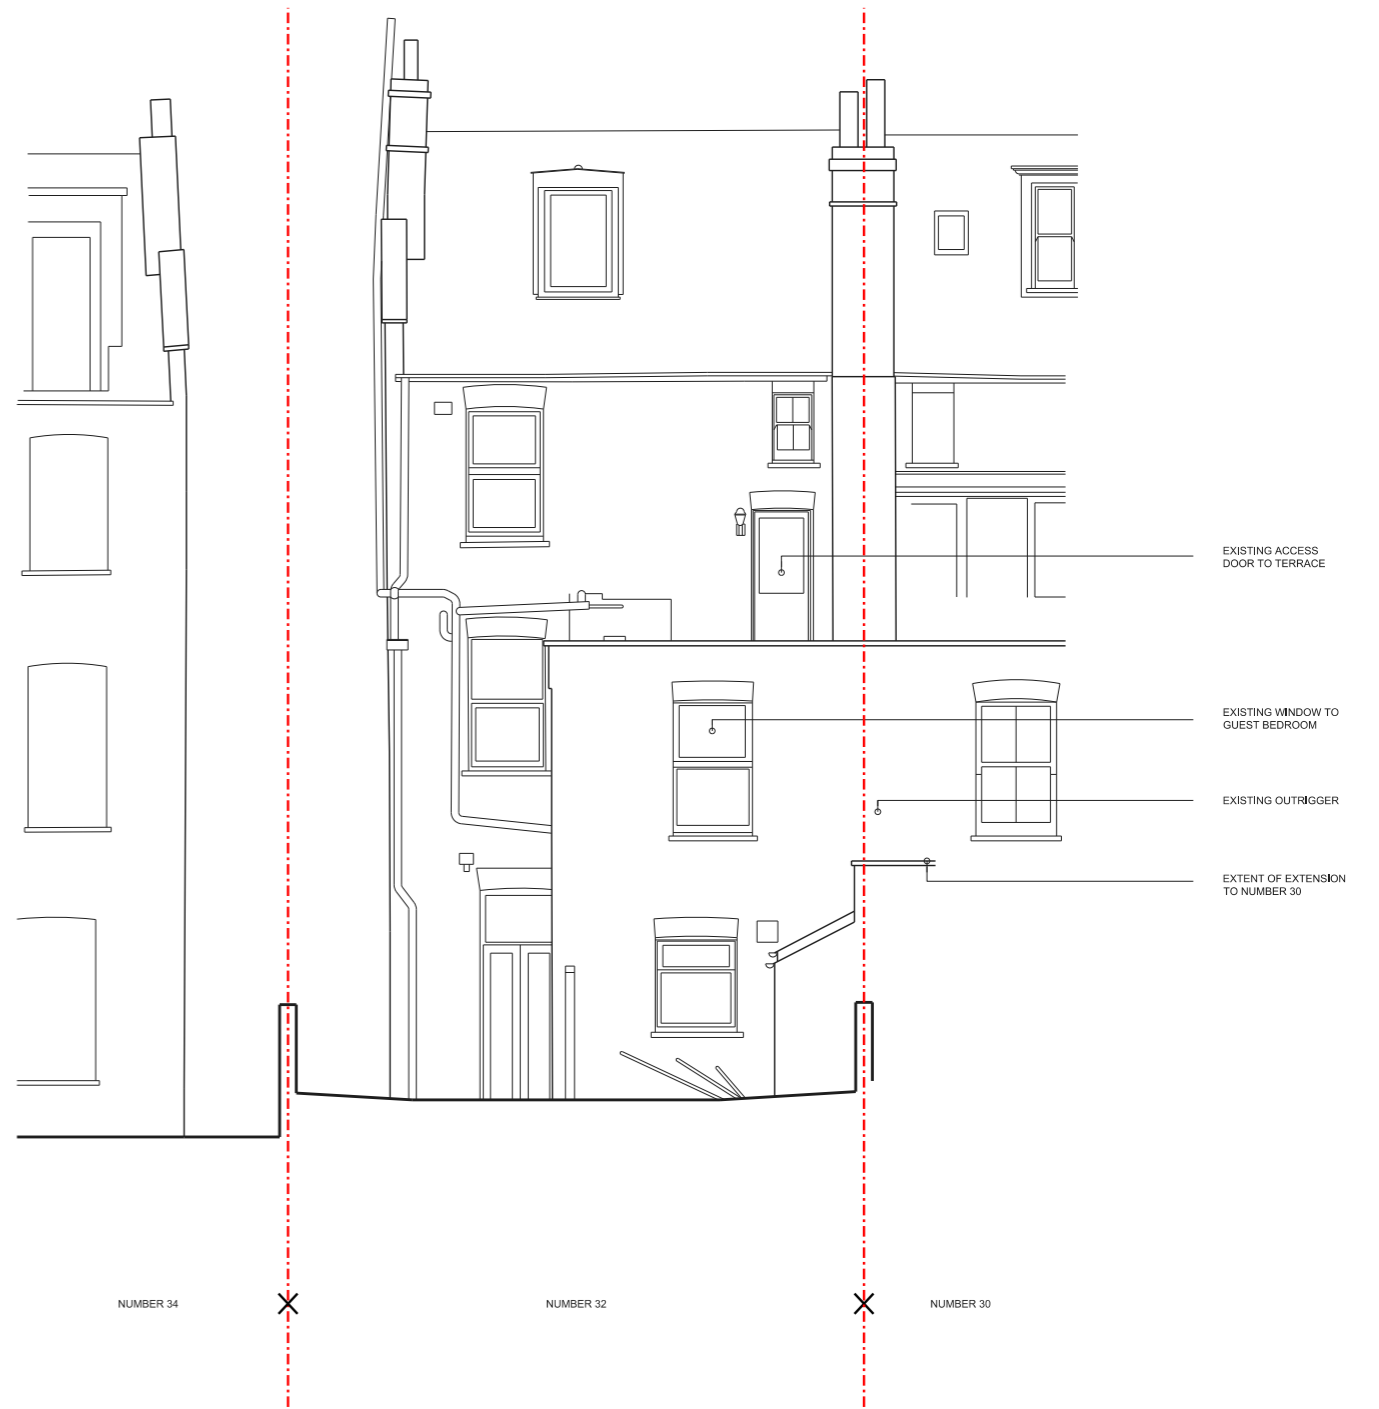 EXISTING ACCESS
DOOR TO TERRACE
EXISTING WINDOW TO
GUEST BEDROOM
EXISTING OUTRIGGER
EXTENT OF EXTENSION
TO NUMBER 30
NUMBER 34
NUMBER 32
NUMBER 30